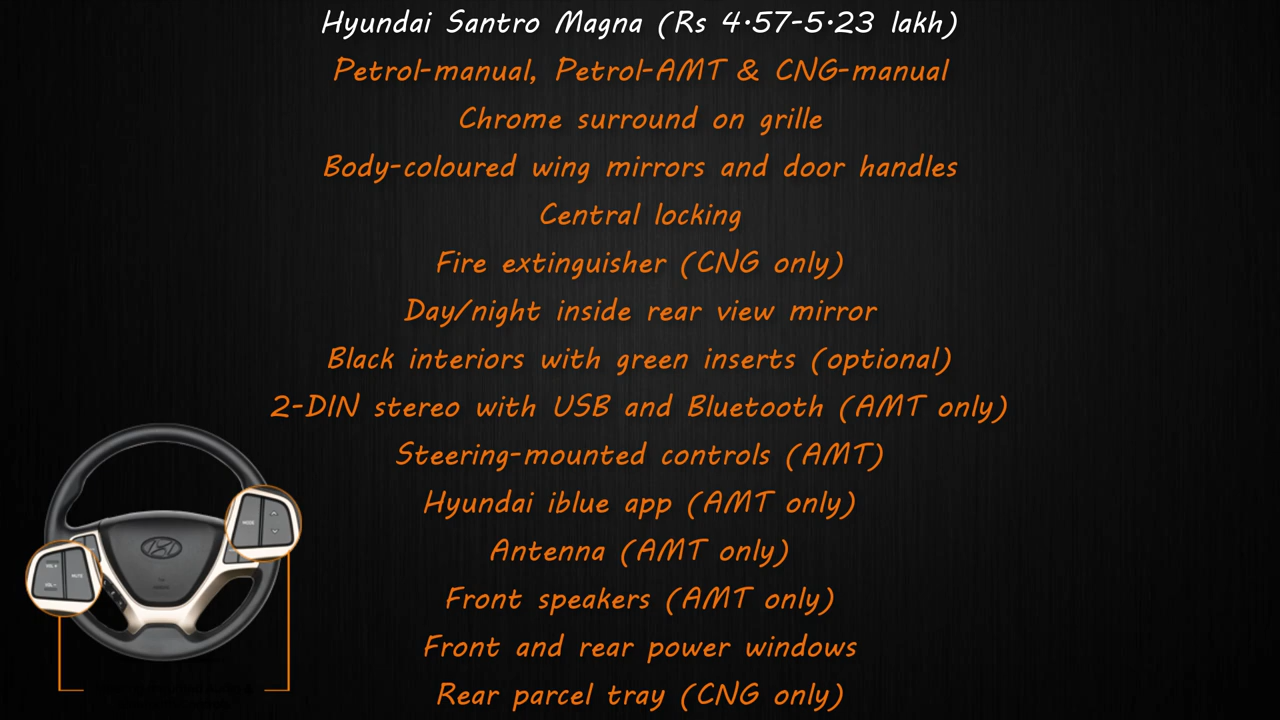 Hyundai Santro Magna (Rs 4.57-5.23 lakh)
Petrol-manual, Petrol-AMT & CNG-manual
Chrome surround on grille
Body-coloured wing mirrors and door handles
Central locking
Fire extinguisher (CNG only)
Day/night inside rear view mirror
Black interiors with green inserts (optional)
2-DIN stereo with USB and Bluetooth (AMT only)
Steering-mounted controls (AMT)
Hyundai iblue app (AMT only)
Antenna (AMT only)
Front speakers (AMT only)
Front and rear power windows
Rear parcel tray (CNG only)
MODE
VOL +
MUTE
VOL -